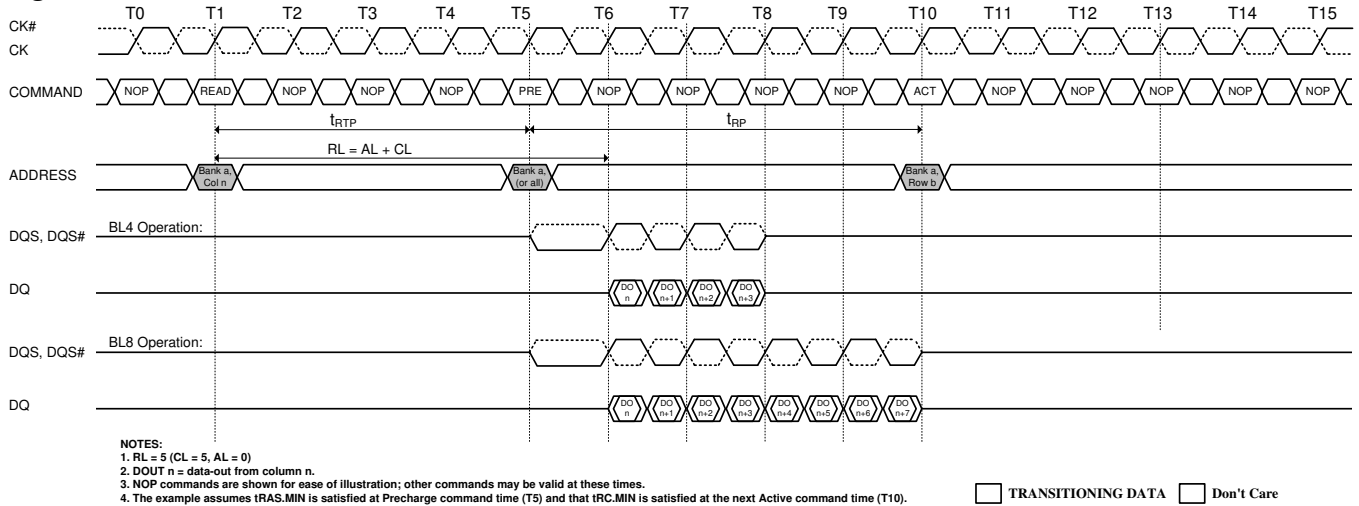 T0 T1 T2 T3 T4 T5 T6 T7 T8 T9 T10 T11 T12 T13 T14 T15
CK#
CK
COMMAND NOP READ NOP NOP NOP PRE NOP NOP NOP NOP ACT NOP NOP NOP NOP NOP
tRTP tRP
RL = AL + CL
ADDRESS Bank a, Col n Bank a, (or all) Bank a, Row b
BL4 Operation:
DQS, DQS#
DQ DO n DO n+1 DO n+2 DO n+3
BL8 Operation:
DQS, DQS#
DQ DO n DO n+1 DO n+2 DO n+3 DO n+4 DO n+5 DO n+6 DO n+7
NOTES:
1. RL = 5 (CL = 5, AL = 0)
2. DOUT n = data-out from column n.
3. NOP commands are shown for ease of illustration; other commands may be valid at these times.
4. The example assumes tRAS.MIN is satisfied at Precharge command time (T5) and that tRC.MIN is satisfied at the next Active command time (T10).
TRANSITIONING DATA Don't Care